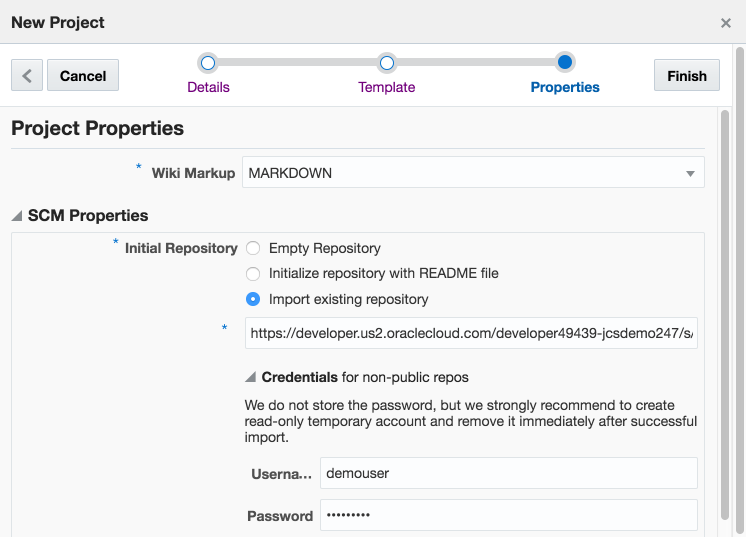 New Project
Cancel
Details
Template
Properties
Finish
Project Properties
* Wiki Markup MARKDOWN
SCM Properties
* Initial Repository Empty Repository
Initialize repository with README file
Import existing repository
* https://developer.us2.oraclecloud.com/developer49439-jcsdemo247/s/
Credentials for non-public repos
We do not store the password, but we strongly recommend to create
read-only temporary account and remove it immediately after successful
import.
Userna... demouser
Password •••••••••